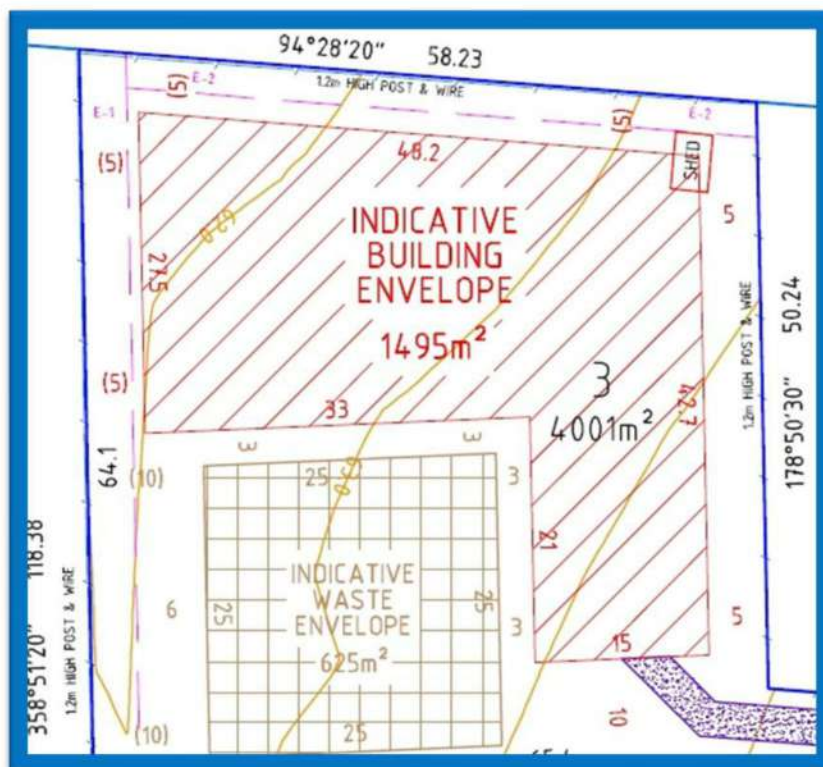 94°28'20" 58.23
E-2
1.2m HIGH POST & WIRE
(5)
(5)
E-2
E-1
(5)
48.2
SHED
5
62.0
27.5
INDICATIVE
BUILDING
ENVELOPE
1495m²
178°50'30" 50.24
1.2m HIGH POST & WIRE
3
4001m²
42.7
(5)
33
64.1
3
3
(10)
25
3
21
INDICATIVE
WASTE
ENVELOPE
625m²
6
25
25
3
5
15
358°51'20" 118.38
1.2m HIGH POST & WIRE
(10)
25
10